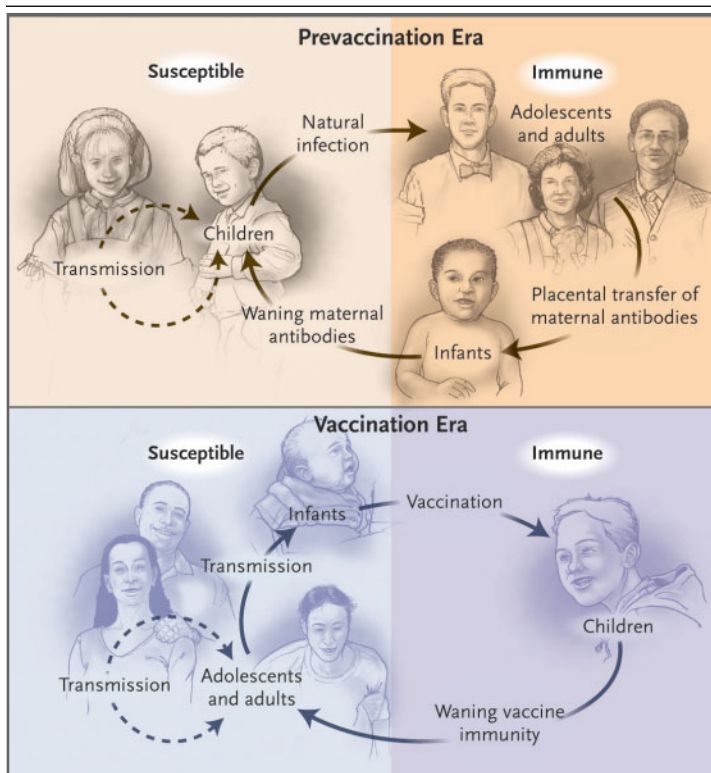 Prevaccination Era
Susceptible
Immune
Natural
infection
Adolescents
and adults
Children
Transmission
Waning maternal
antibodies
Placental transfer of
maternal antibodies
Infants
Vaccination Era
Susceptible
Immune
Infants
Vaccination
Transmission
Children
Transmission
Adolescents
and adults
Waning vaccine
immunity